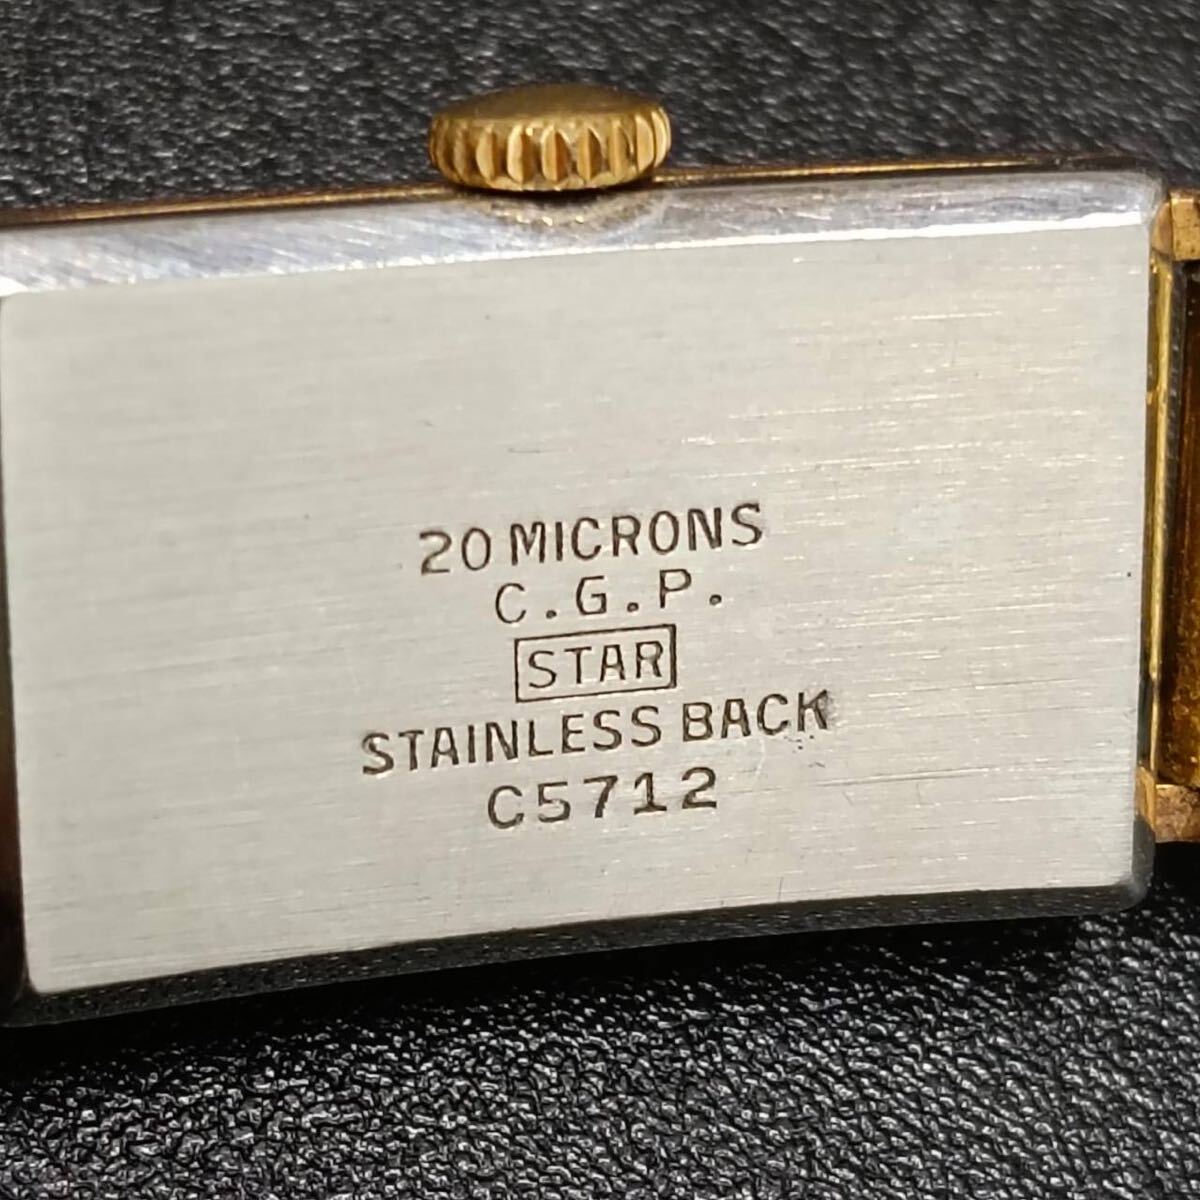 20 MICRONS
C.G.P.
STAR
STAINLESS BACK
C5712